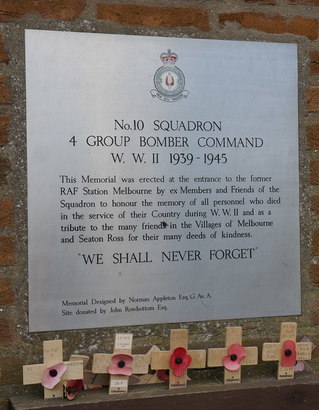 No.10 SQUADRON
4 GROUP BOMBER COMMAND
W. W. II 1939-1945
This Memorial was erected at the entrance to the former
RAF Station Melbourne by ex Members and Friends of the
Squadron to honour the memory of all personnel who died
in the service of their Country during W. W. II and as a
tribute to the many friends in the Villages of Melbourne
and Seaton Ross for their many deeds of kindness.
"WE SHALL NEVER FORGET"
Memorial Designed by Norman Appleton Esq. G. Av. A.
Site donated by John Rowbottom Esq.